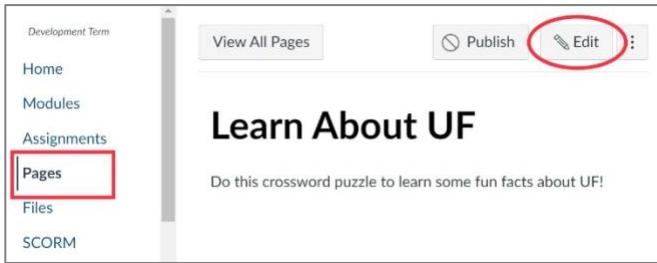 Development Term
Home
Modules
Assignments
Pages
Files
SCORM
View All Pages
Publish
Edit
Learn About UF
Do this crossword puzzle to learn some fun facts about UF!